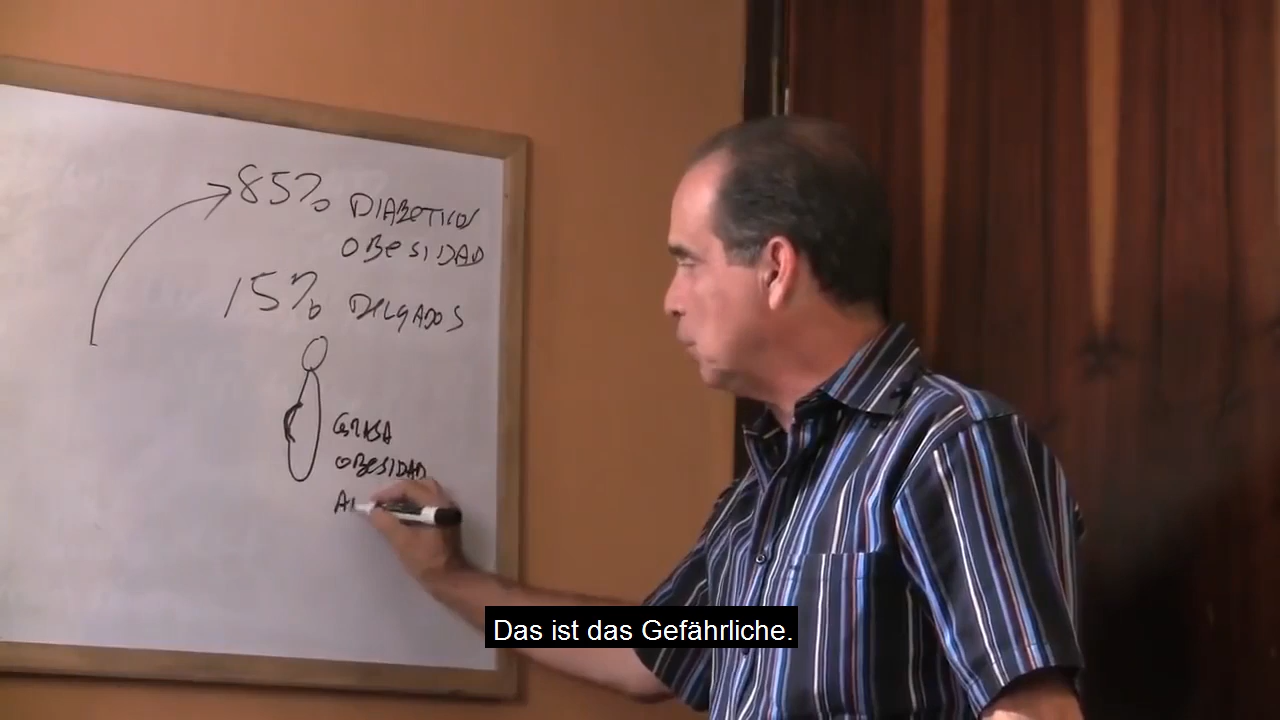 85% DIABETICOS
OBESIDAD
15% DELGADOS
GRASA
OBESIDAD
Das ist das Gefährliche.